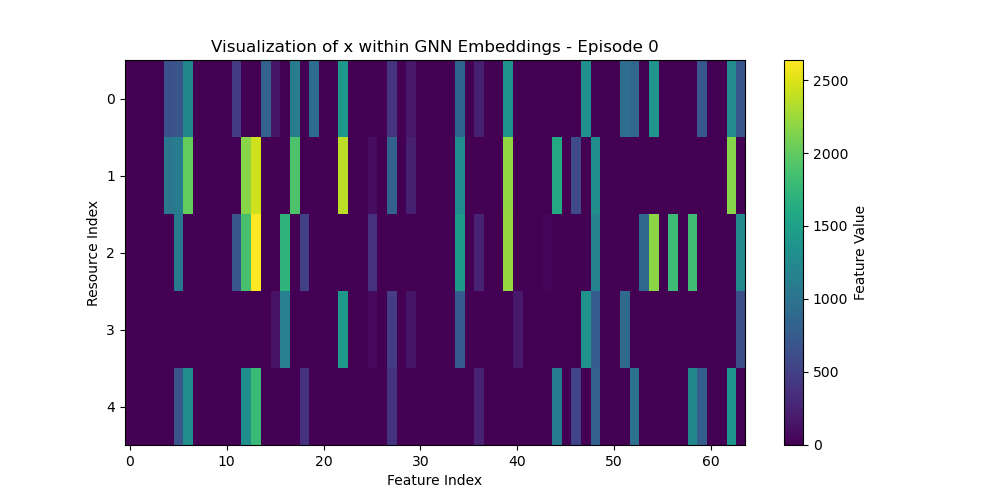 Visualization of x within GNN Embeddings - Episode 0
0
1
2
3
4
Resource Index
0 10 20 30 40 50 60
Feature Index
2500
2000
1500
1000
500
0
Feature Value